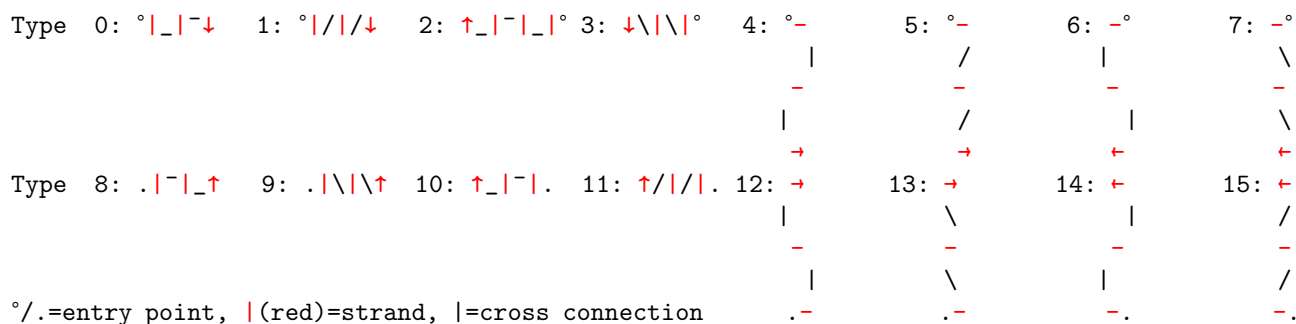 Type  0: °|_|¯↓   1: °|/|/↓   2: ↑_|¯|_|° 3: ↓\|\|°   4: °-       5: °-       6: -°       7: -°
|         /         |           \
-         -         -           -
|          /          |          \
→          →         ←          ←
Type  8: .|¯|_↑   9: .|\|\↑  10: ↑_|¯|.  11: ↑/|/|. 12: →      13: →      14: ←      15: ←
|          \           |         /
-          -           -         -
|         \         |           /
°/.=entry point, |(red)=strand, |=cross connection      .-        .-         -.         -.